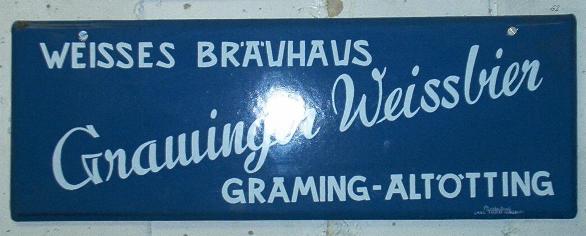 WEISSES BRÄUHAUS
Graminger Weissbier
GRAMING-ALTÖTTING